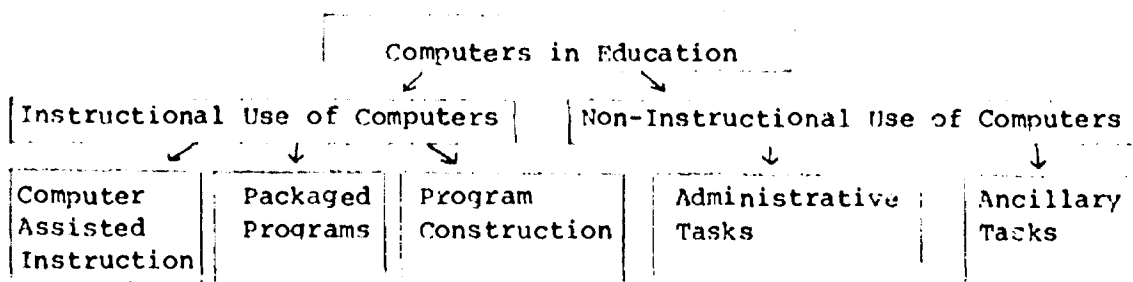 Computers in Education
Instructional Use of Computers Non-Instructional Use of Computers
Computer Packaged Program Administrative Ancillary
Assisted Programs Construction Tasks Tasks
Instruction